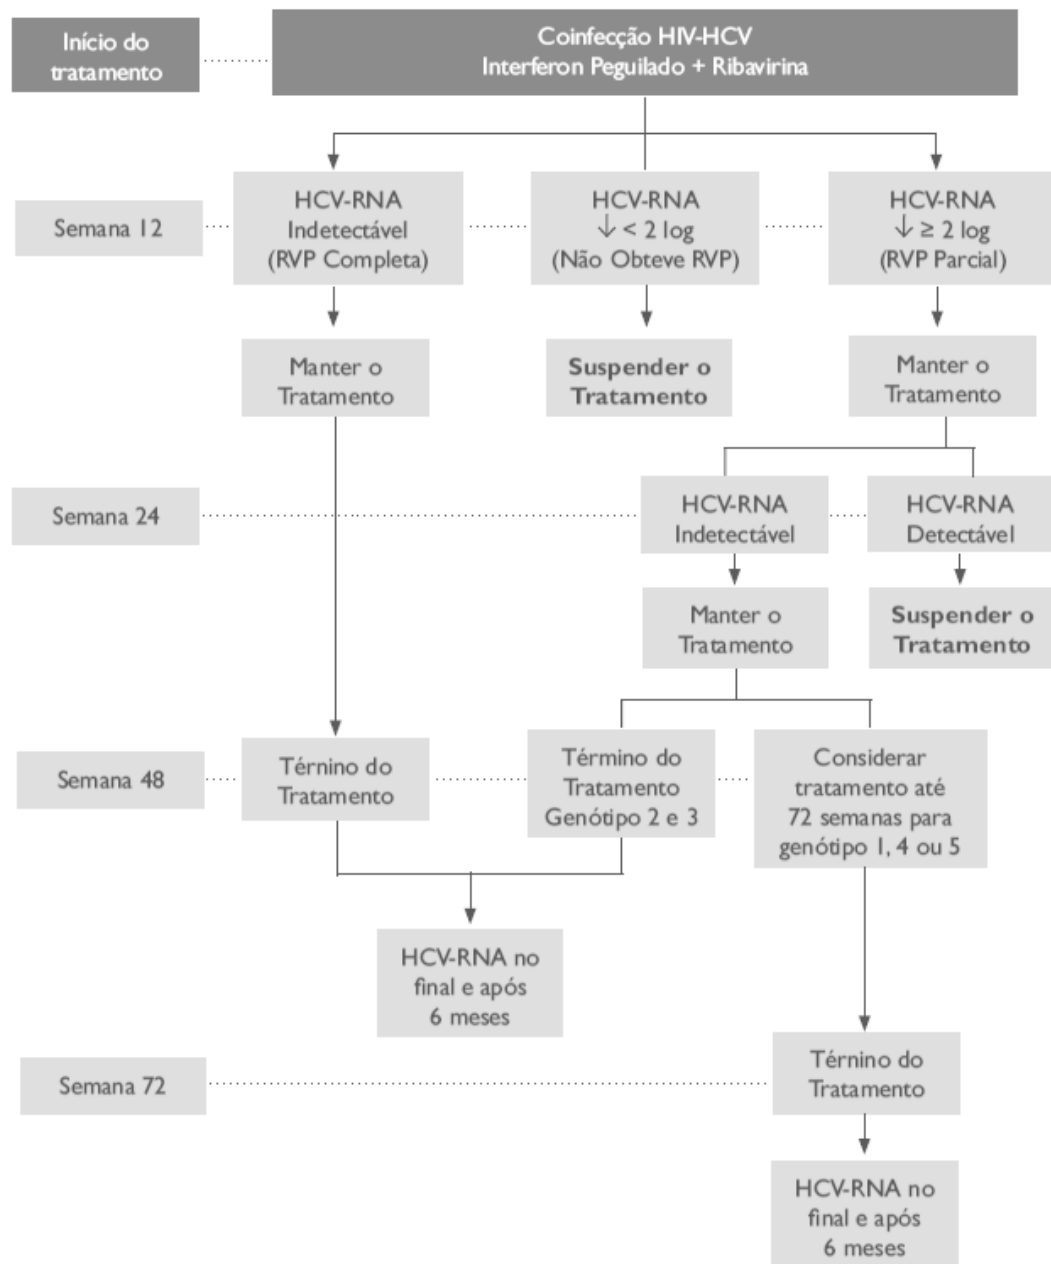 Início do
tratamento
Coinfecção HIV-HCV
Interferon Peguilado + Ribavirina
Semana 12
HCV-RNA
Indetectável
(RVP Completa)
HCV-RNA
↓ < 2 log
(Não Obteve RVP)
HCV-RNA
↓ ≥ 2 log
(RVP Parcial)
Manter o
Tratamento
Suspender o
Tratamento
Manter o
Tratamento
Semana 24
HCV-RNA
Indetectável
HCV-RNA
Detectável
Manter o
Tratamento
Suspender o
Tratamento
Semana 48
Térnino do
Tratamento
Término do
Tratamento
Genótipo 2 e 3
Considerar
tratamento até
72 semanas para
genótipo 1, 4 ou 5
HCV-RNA no
final e após
6 meses
Semana 72
Térnino do
Tratamento
HCV-RNA no
final e após
6 meses